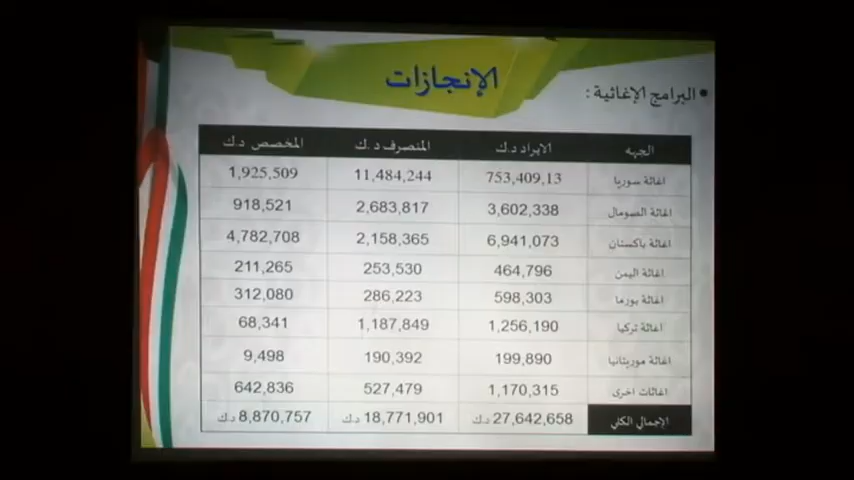 الإنجازات
• البرامج الإغاثية :
الجهه الايراد د.ك المنصرف د.ك المخصص د.ك
اغاثة سوريا 753,409,13 11,484,244 1,925,509
اغاثة الصومال 3,602,338 2,683,817 918,521
اغاثة باكستان 6,941,073 2,158,365 4,782,708
اغاثة اليمن 464,796 253,530 211,265
اغاثة بورما 598,303 286,223 312,080
اغاثة تركيا 1,256,190 1,187,849 68,341
اغاثة موريتانيا 199,890 190,392 9,498
اغاثات اخرى 1,170,315 527,479 642,836
الإجمالي الكلي 27,642,658 د.ك 18,771,901 د.ك 8,870,757 د.ك